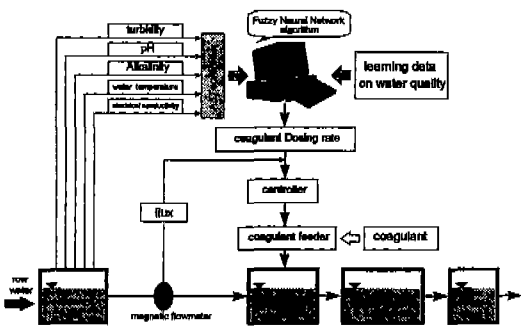 Fuzzy Neural Network
algorithm
turbidity
pH
Alkalinity
water temperature
electrical conductivity
learning data
on water quality
coagulant Dosing rate
controller
flux
coagulant feeder
coagulant
row
water
magnetic flowmeter